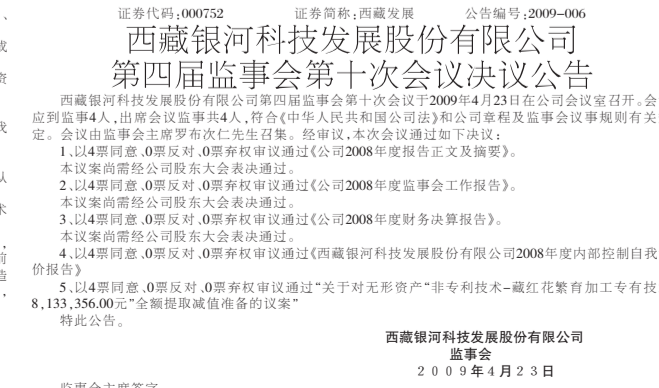 证券代码:000752 证券简称:西藏发展 公告编号:2009-006
西藏银河科技发展股份有限公司
第四届监事会第十次会议决议公告
西藏银河科技发展股份有限公司第四届监事会第十次会议于2009年4月23日在公司会议室召开。会
应到监事4人,出席会议监事共4人,符合《中华人民共和国公司法》和公司章程及监事会议事规则有关
定。会议由监事会主席罗布次仁先生召集。经审议,本次会议通过如下决议:
1、以4票同意、0票反对、0票弃权审议通过《公司2008年度报告正文及摘要》。
本议案尚需经公司股东大会表决通过。
2、以4票同意、0票反对、0票弃权审议通过《公司2008年度监事会工作报告》。
本议案尚需经公司股东大会表决通过。
3、以4票同意、0票反对、0票弃权审议通过《公司2008年度财务决算报告》。
本议案尚需经公司股东大会表决通过。
4、以4票同意、0票反对、0票弃权审议通过《西藏银河科技发展股份有限公司2008年度内部控制自我
价报告》
5、以4票同意、0票反对、0票弃权审议通过“关于对无形资产“非专利技术-藏红花繁育加工专有技
8,133,356.00元”全额提取减值准备的议案”
特此公告。
西藏银河科技发展股份有限公司
监事会
2009年4月23日